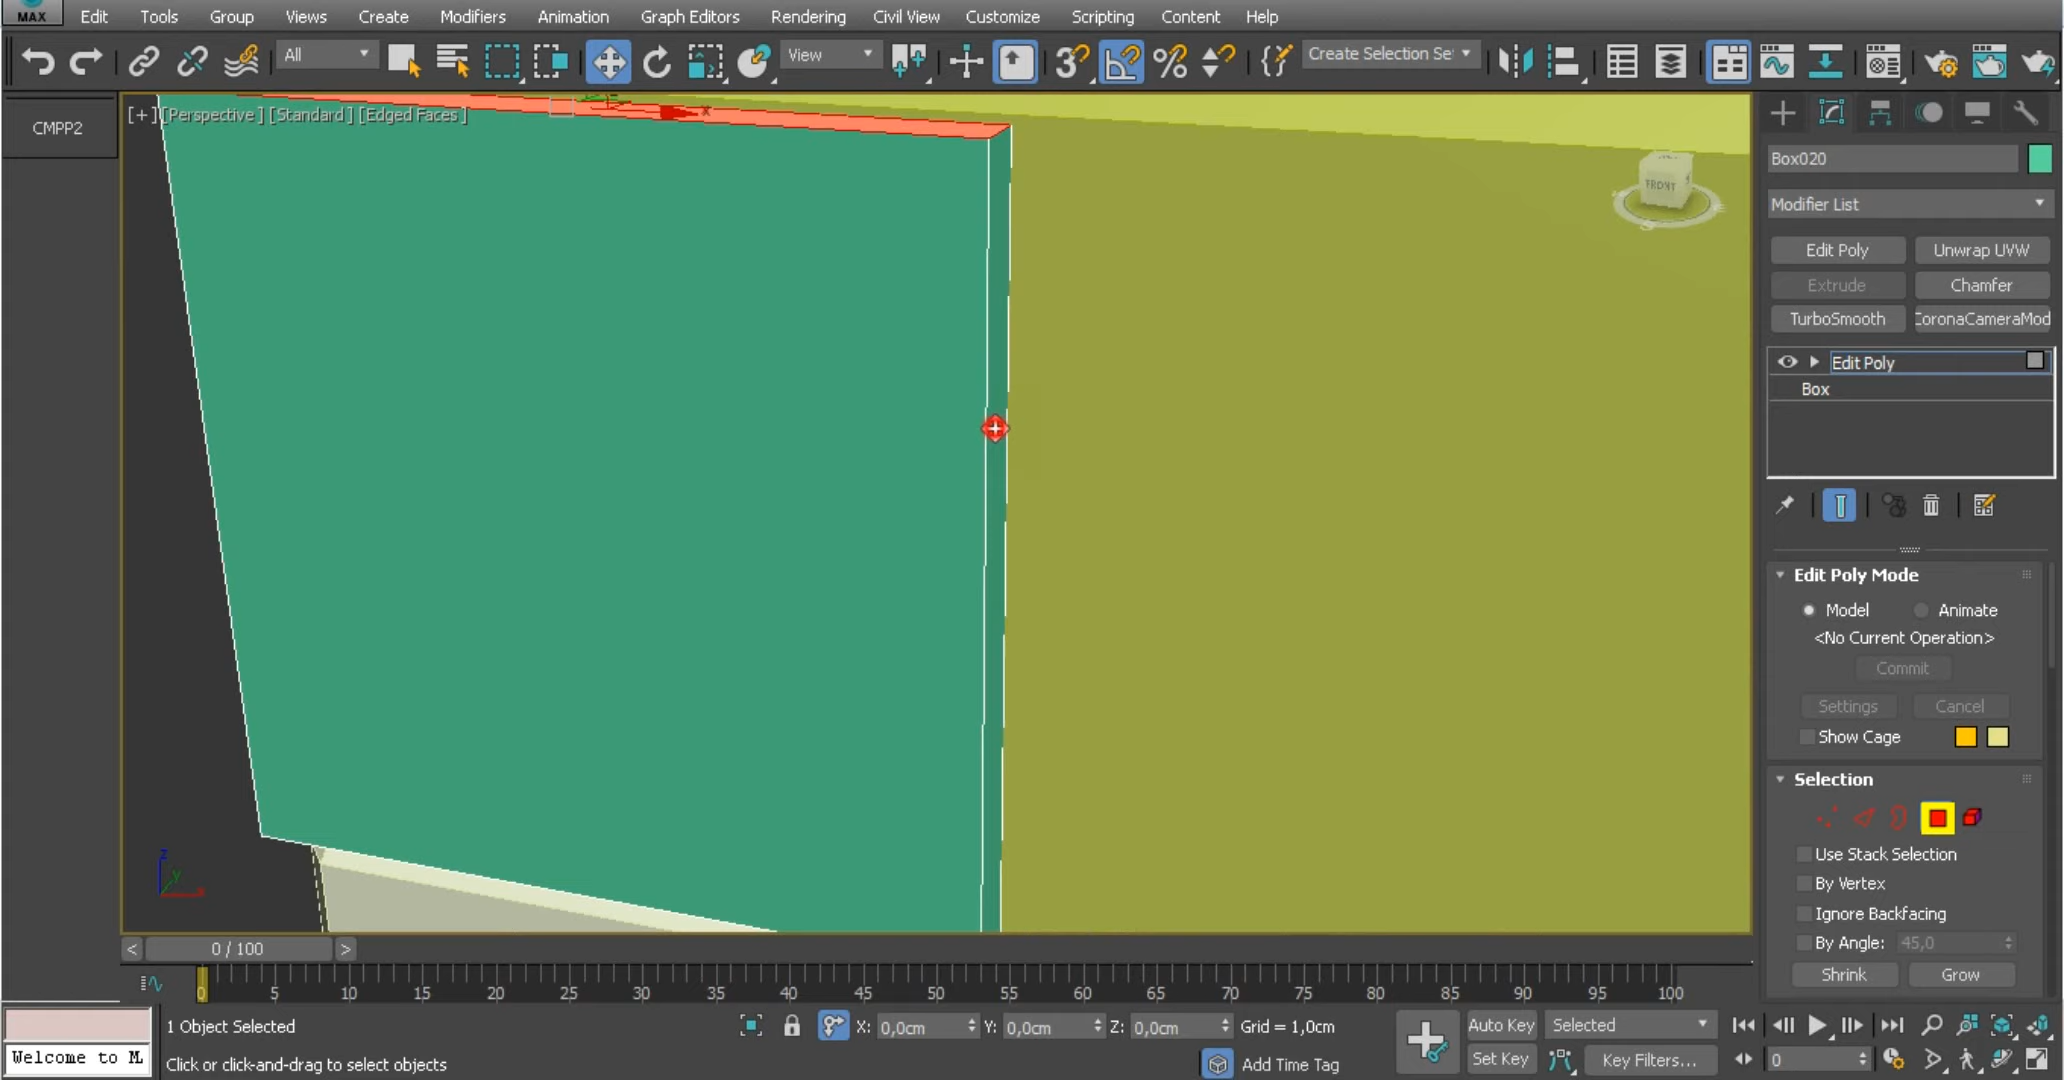 MAX Edit Tools Group Views Create Modifiers Animation Graph Editors Rendering Civil View Customize Scripting Content Help
All View 3 Create Selection Se
CMPP2
[+] [Perspective] [Standard] [Edged Faces]
x
FRONT
Box020
Modifier List
Edit Poly Unwrap UVW
Extrude Chamfer
TurboSmooth CoronaCameraMod
Edit Poly
Box
Edit Poly Mode
Model Animate
<No Current Operation>
Commit
Settings Cancel
Show Cage
Selection
Use Stack Selection
By Vertex
Ignore Backfacing
By Angle: 45,0
Shrink Grow
z
y
x
< 0 / 100 >
0 5 10 15 20 25 30 35 40 45 50 55 60 65 70 75 80 85 90 95 100
1 Object Selected X: 0,0cm Y: 0,0cm Z: 0,0cm Grid = 1,0cm Auto Key Selected
Welcome to M
Click or click-and-drag to select objects Add Time Tag Set Key Key Filters... 0